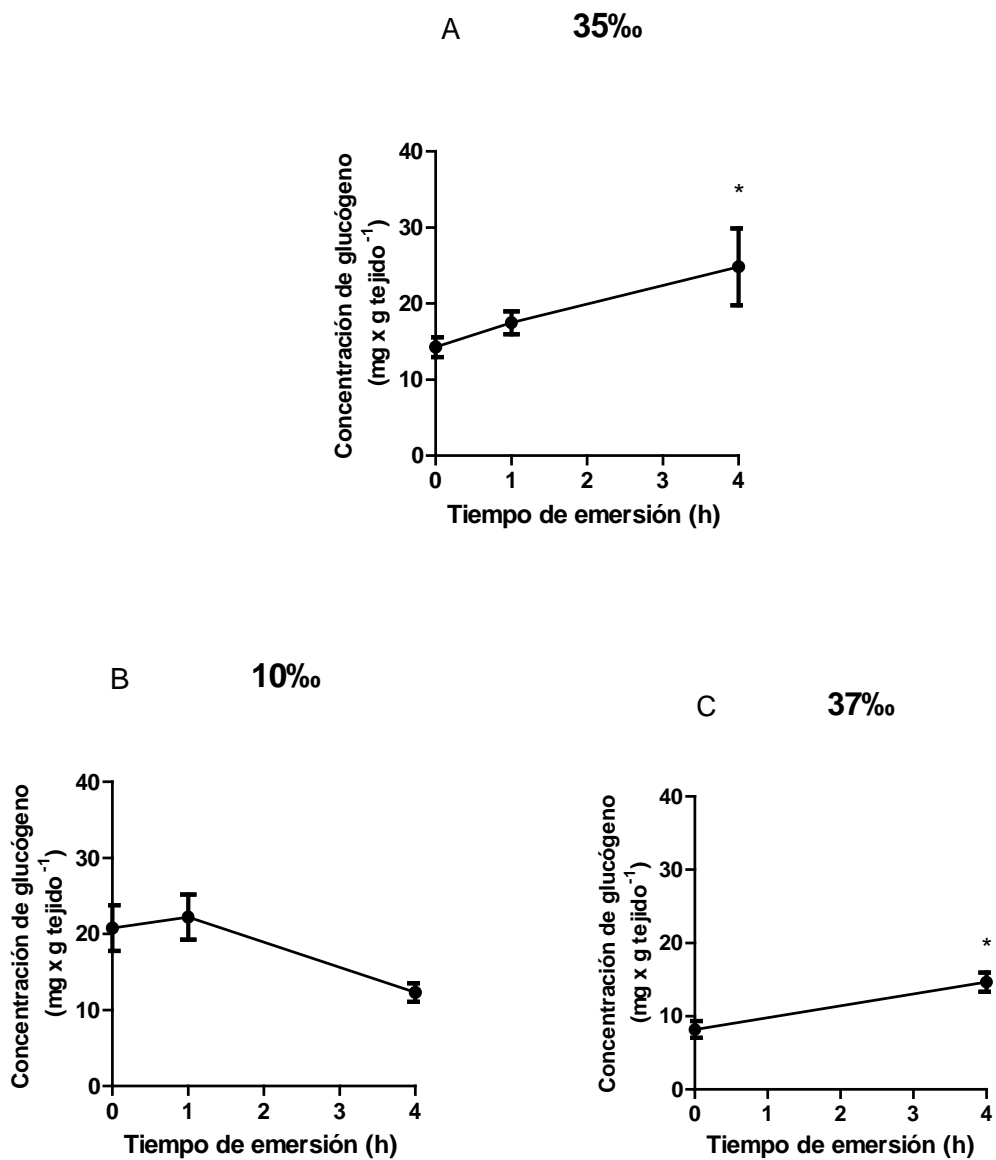 A 35‰
Concentración de glucógeno
(mg x g tejido-1)
40
30
20
10
0
*
0 1 2 3 4
Tiempo de emersión (h)
B 10‰
Concentración de glucógeno
(mg x g tejido-1)
40
30
20
10
0
0 1 2 3 4
Tiempo de emersión (h)
C 37‰
Concentración de glucógeno
(mg x g tejido-1)
40
30
20
10
0
*
0 1 2 3 4
Tiempo de emersión (h)